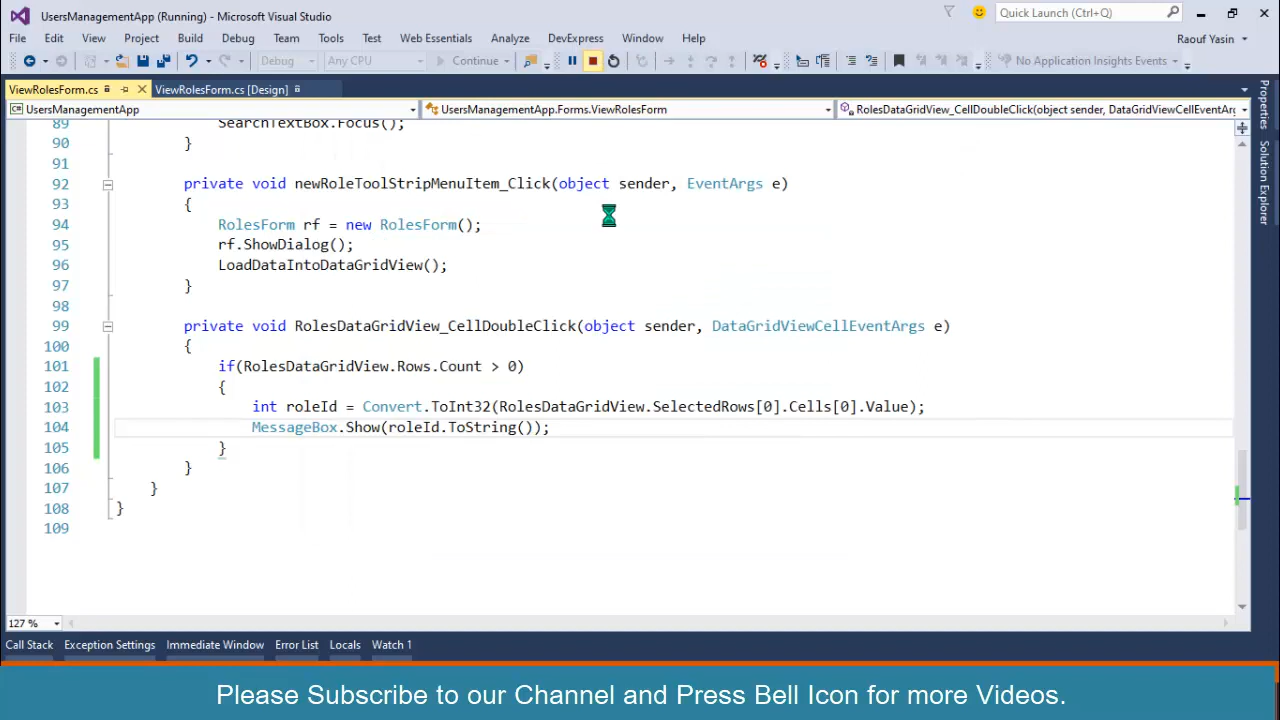 UsersManagementApp (Running) - Microsoft Visual Studio
Quick Launch (Ctrl+Q)
File Edit View Project Build Debug Team Tools Test Web Essentials Analyze DevExpress Window Help
Raouf Yasin
Debug Any CPU Continue No Application Insights Events
ViewRolesForm.cs ViewRolesForm.cs [Design]
UsersManagementApp UsersManagementApp.Forms.ViewRolesForm RolesDataGridView_CellDoubleClick(object sender, DataGridViewCellEventArg
Properties
Solution Explorer
89 SearchTextBox.Focus();
90 }
91
92 private void newRoleToolStripMenuItem_Click(object sender, EventArgs e)
93 {
94 RolesForm rf = new RolesForm();
95 rf.ShowDialog();
96 LoadDataIntoDataGridView();
97 }
98
99 private void RolesDataGridView_CellDoubleClick(object sender, DataGridViewCellEventArgs e)
100 {
101 if(RolesDataGridView.Rows.Count > 0)
102 {
103 int roleId = Convert.ToInt32(RolesDataGridView.SelectedRows[0].Cells[0].Value);
104 MessageBox.Show(roleId.ToString());
105 }
106 }
107 }
108 }
109
127 %
Call Stack Exception Settings Immediate Window Error List Locals Watch 1
Please Subscribe to our Channel and Press Bell Icon for more Videos.